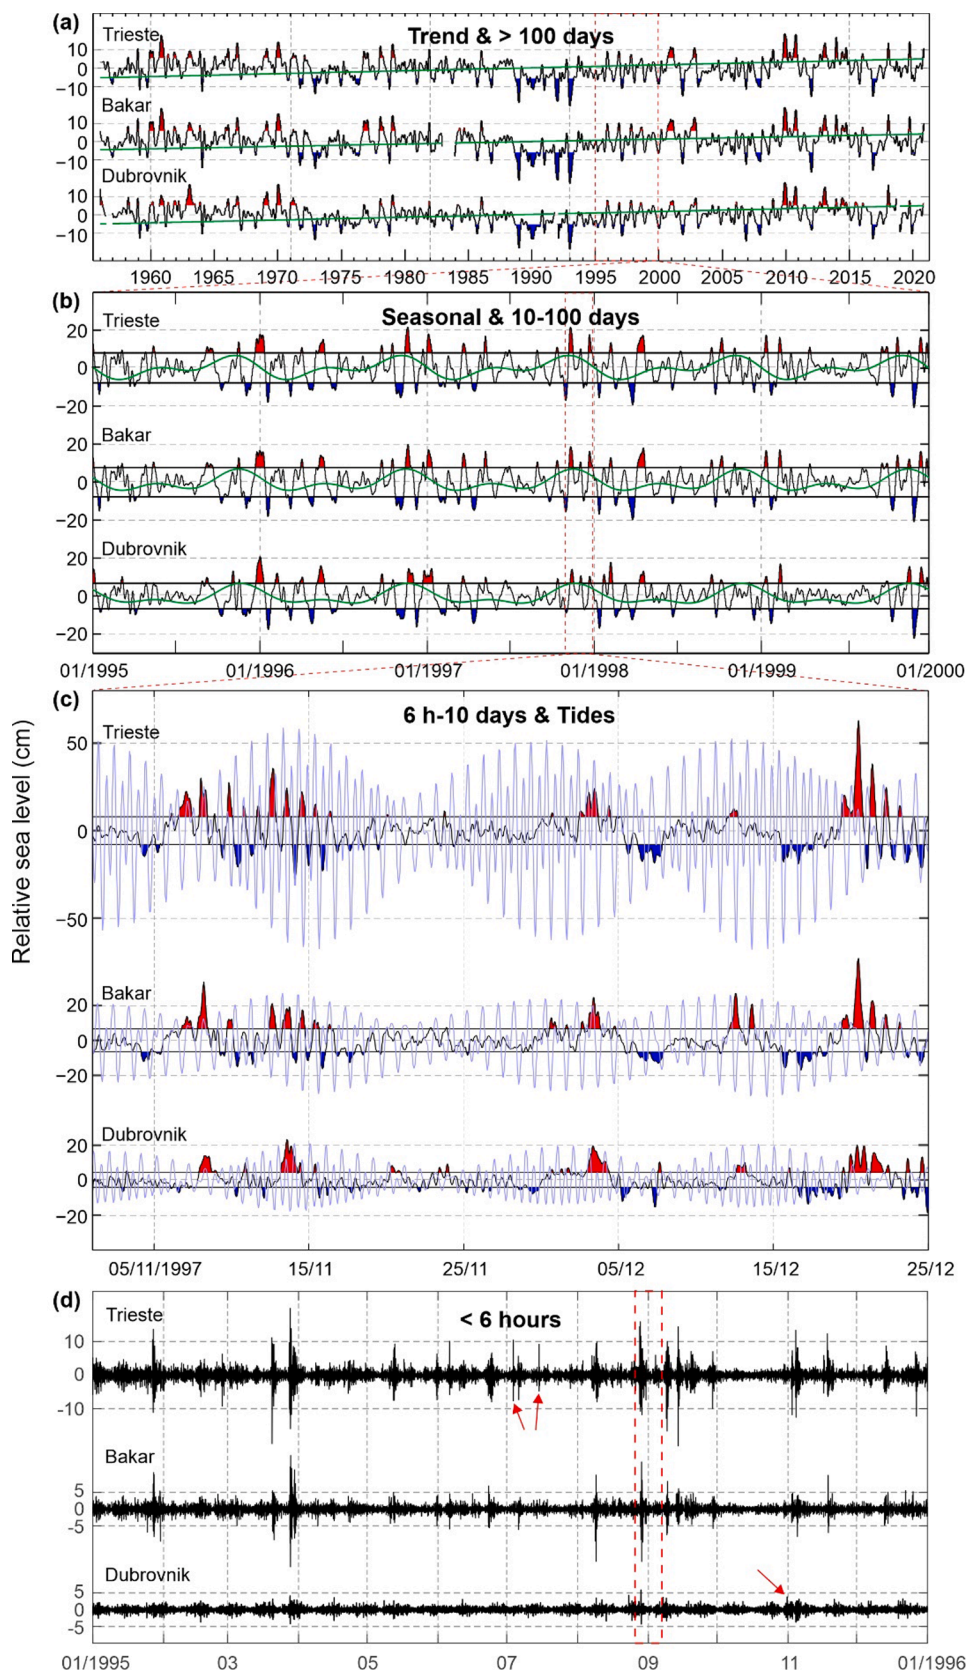 (a)
Trieste
Trend & > 100 days
10
0
−10
Bakar
10
0
−10
Dubrovnik
10
0
−10
1960 1965 1970 1975 1980 1985 1990 1995 2000 2005 2010 2015 2020
(b)
Trieste
Seasonal & 10-100 days
20
0
−20
Bakar
20
0
−20
Dubrovnik
20
0
−20
01/1995 01/1996 01/1997 01/1998 01/1999 01/2000
(c)
6 h-10 days & Tides
Trieste
50
0
−50
Relative sea level (cm)
Bakar
20
0
−20
Dubrovnik
20
0
−20
05/11/1997 15/11 25/11 05/12 15/12 25/12
(d)
Trieste
< 6 hours
10
0
-10
Bakar
5
0
-5
Dubrovnik
5
0
-5
01/1995 03 05 07 09 11 01/1996